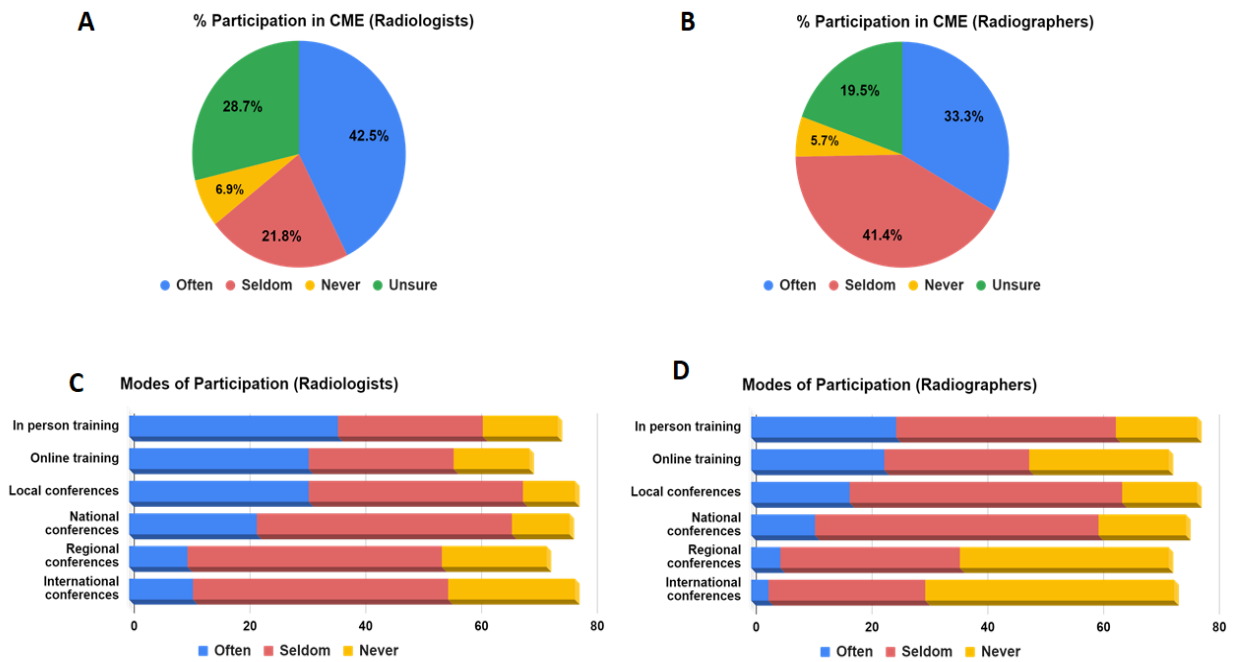 A
% Participation in CME (Radiologists)
28.7%
42.5%
6.9%
21.8%
Often Seldom Never Unsure
B
% Participation in CME (Radiographers)
19.5%
33.3%
5.7%
41.4%
Often Seldom Never Unsure
C
Modes of Participation (Radiologists)
In person training
Online training
Local conferences
National
conferences
Regional
conferences
International
conferences
0 20 40 60 80
Often Seldom Never
D
Modes of Participation (Radiographers)
In person training
Online training
Local conferences
National
conferences
Regional
conferences
International
conferences
0 20 40 60 80
Often Seldom Never